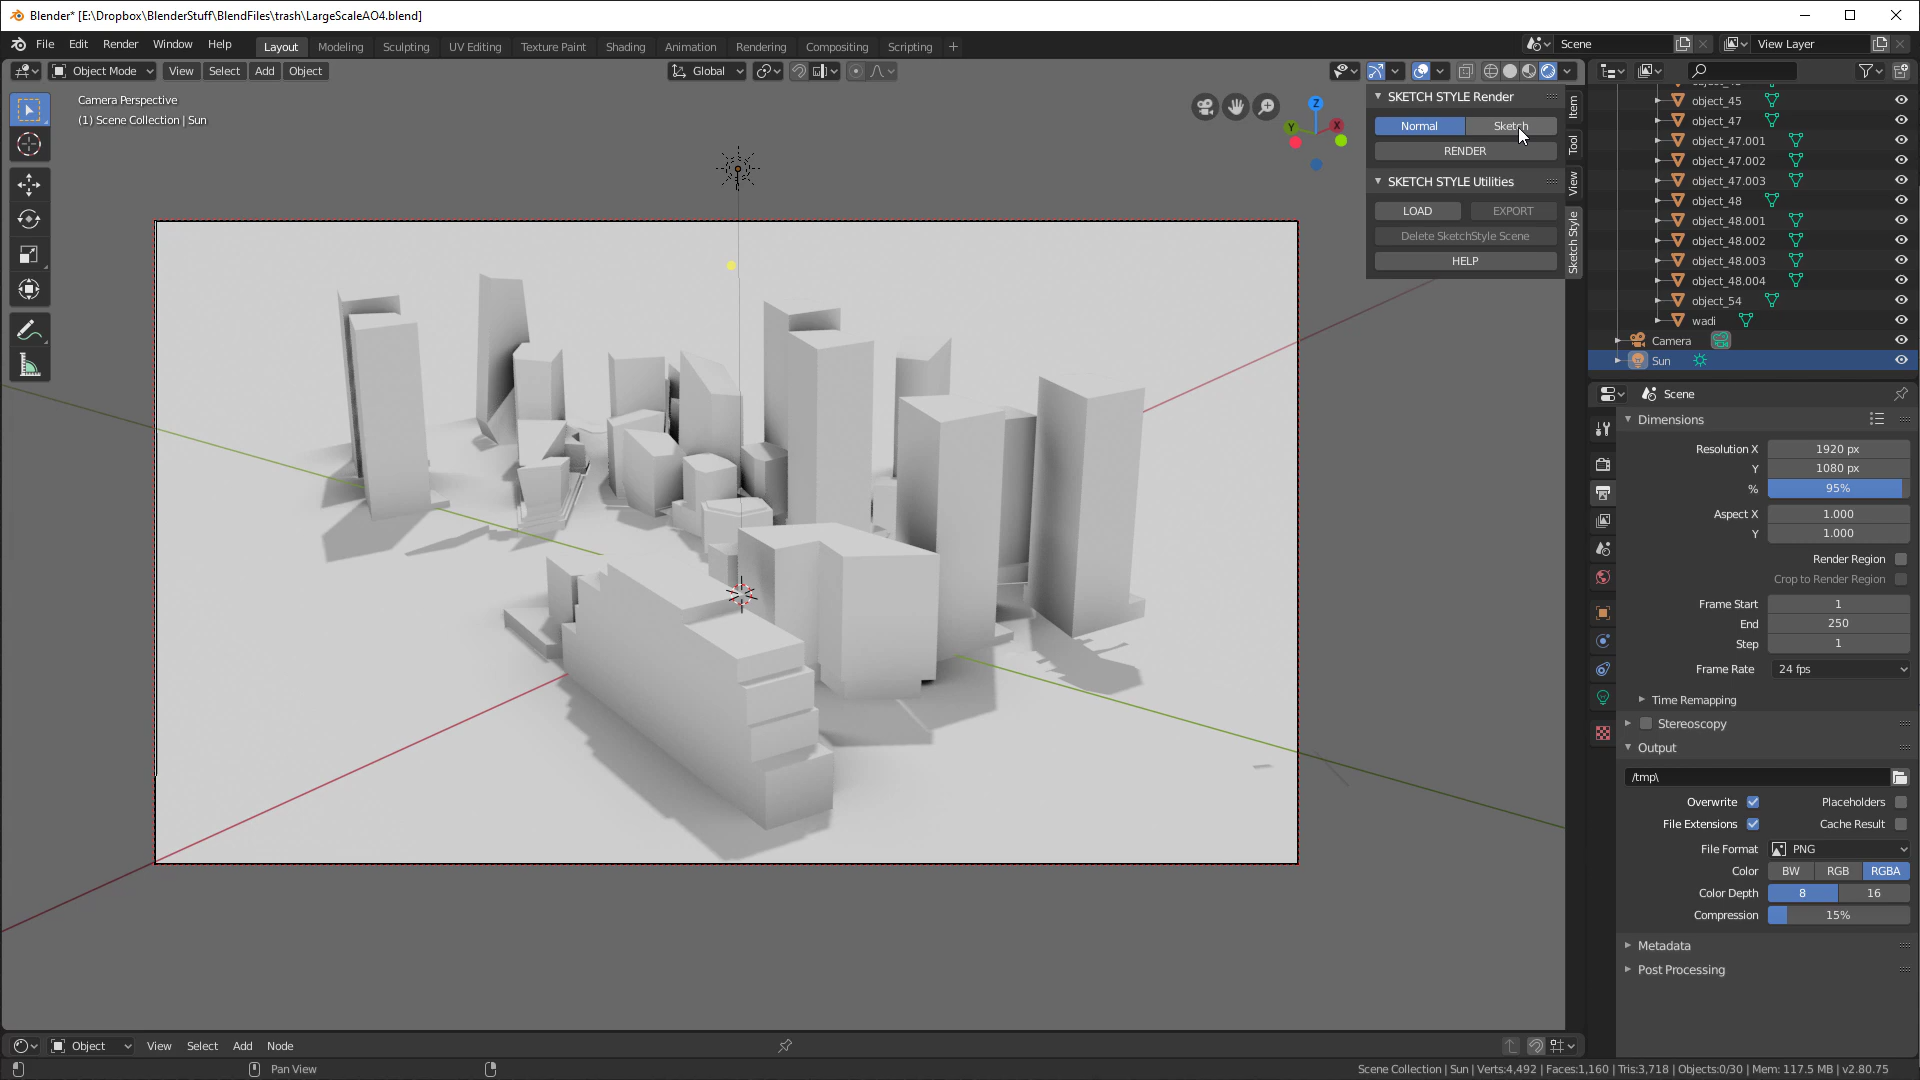 Blender* [E:\Dropbox\BlenderStuff\BlendFiles\trash\LargeScaleAO4.blend]
File Edit Render Window Help Layout Modeling Sculpting UV Editing Texture Paint Shading Animation Rendering Compositing Scripting + Scene View Layer
Object Mode View Select Add Object Global
Camera Perspective
(1) Scene Collection | Sun
Z
Y
X
SKETCH STYLE Render
Normal Sketch
RENDER
SKETCH STYLE Utilities
LOAD EXPORT
Delete SketchStyle Scene
HELP
Item
Tool
View
Sketch Style
object_45
object_47
object_47.001
object_47.002
object_47.003
object_48
object_48.001
object_48.002
object_48.003
object_48.004
object_54
wadi
Camera
Sun
Scene
Dimensions
Resolution X 1920 px
Y 1080 px
% 95%
Aspect X 1.000
Y 1.000
Render Region
Crop to Render Region
Frame Start 1
End 250
Step 1
Frame Rate 24 fps
Time Remapping
Stereoscopy
Output
/tmp\
Overwrite Placeholders
File Extensions Cache Result
File Format PNG
Color BW RGB RGBA
Color Depth 8 16
Compression 15%
Metadata
Post Processing
Object View Select Add Node
Pan View
Scene Collection | Sun | Verts:4,492 | Faces:1,160 | Tris:3,718 | Objects:0/30 | Mem: 117.5 MB | v2.80.75